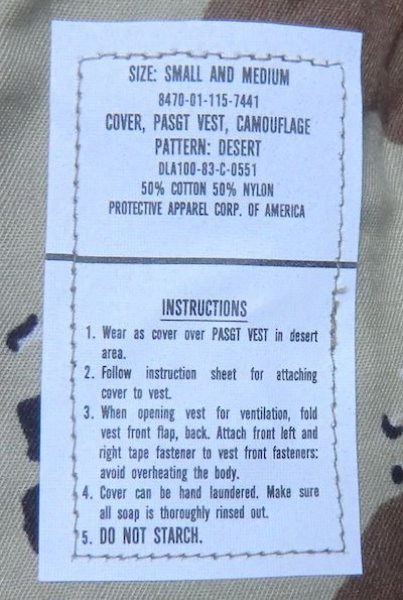 SIZE: SMALL AND MEDIUM
8470-01-115-7441
COVER, PASGT VEST, CAMOUFLAGE
PATTERN: DESERT
DLA100-83-C-0551
50% COTTON 50% NYLON
PROTECTIVE APPAREL CORP. OF AMERICA
INSTRUCTIONS
1. Wear as cover over PASGT VEST in desert
area.
2. Follow instruction sheet for attaching
cover to vest.
3. When opening vest for ventilation, fold
vest front flap, back. Attach front left and
right tape fastener to vest front fasteners:
avoid overheating the body.
4. Cover can be hand laundered. Make sure
all soap is thoroughly rinsed out.
5. DO NOT STARCH.